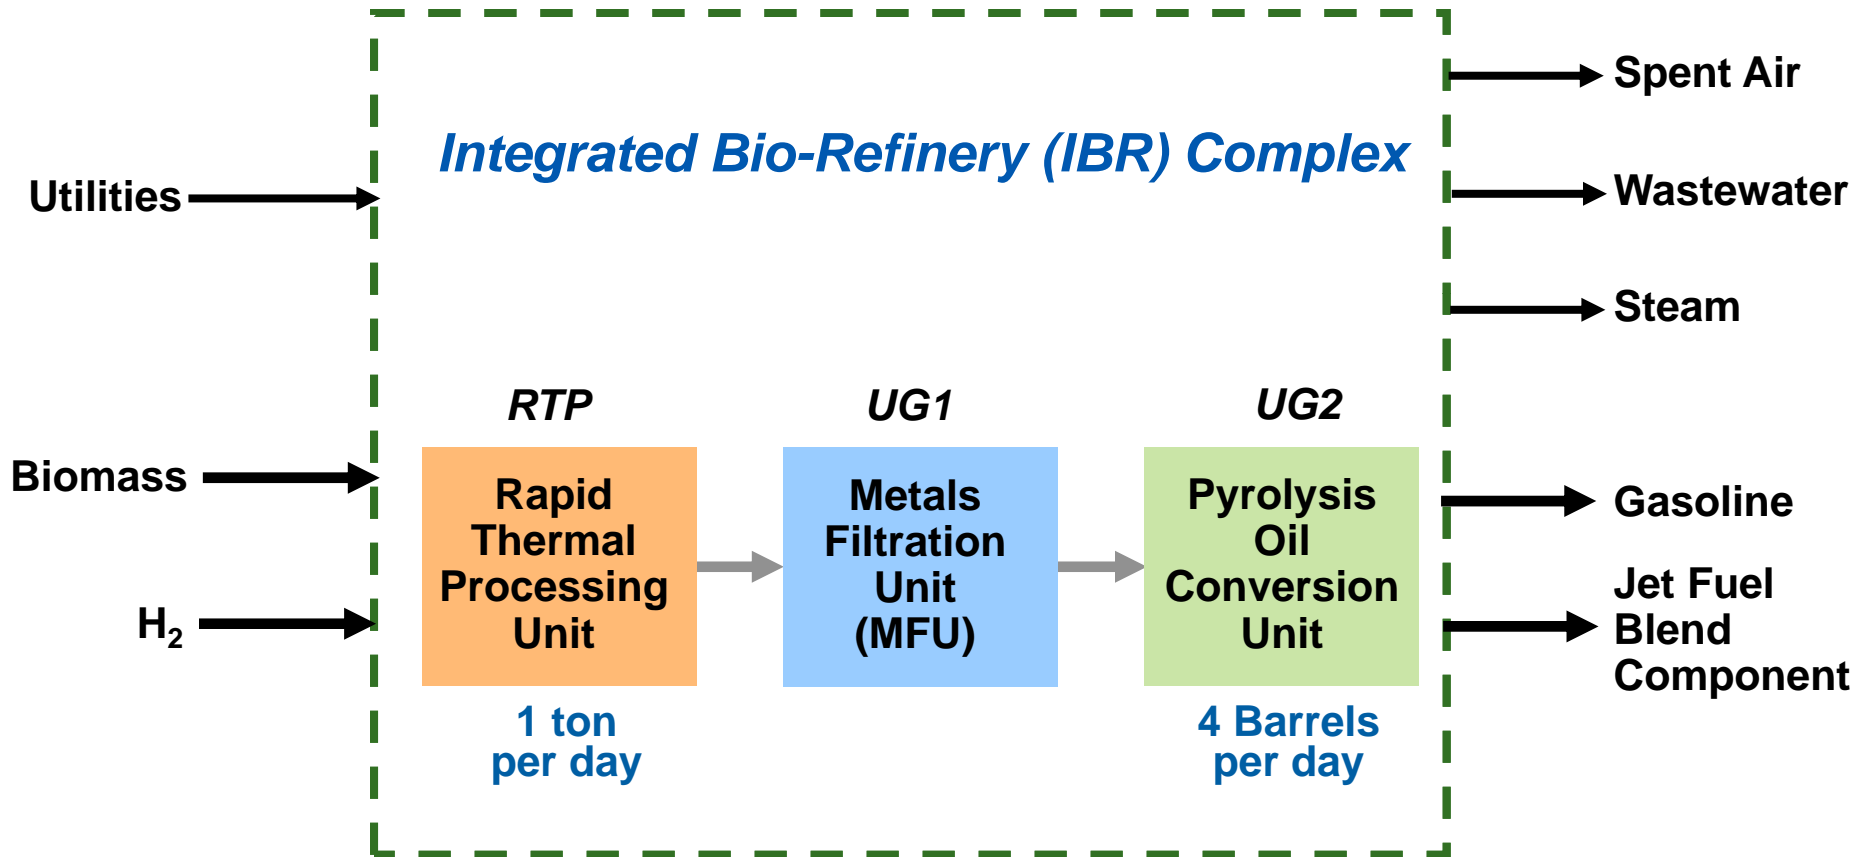 Integrated Bio-Refinery (IBR) Complex
Utilities
Biomass
H₂
RTP
Rapid
Thermal
Processing
Unit
1 ton
per day
UG1
Metals
Filtration
Unit
(MFU)
UG2
Pyrolysis
Oil
Conversion
Unit
4 Barrels
per day
Spent Air
Wastewater
Steam
Gasoline
Jet Fuel
Blend
Component